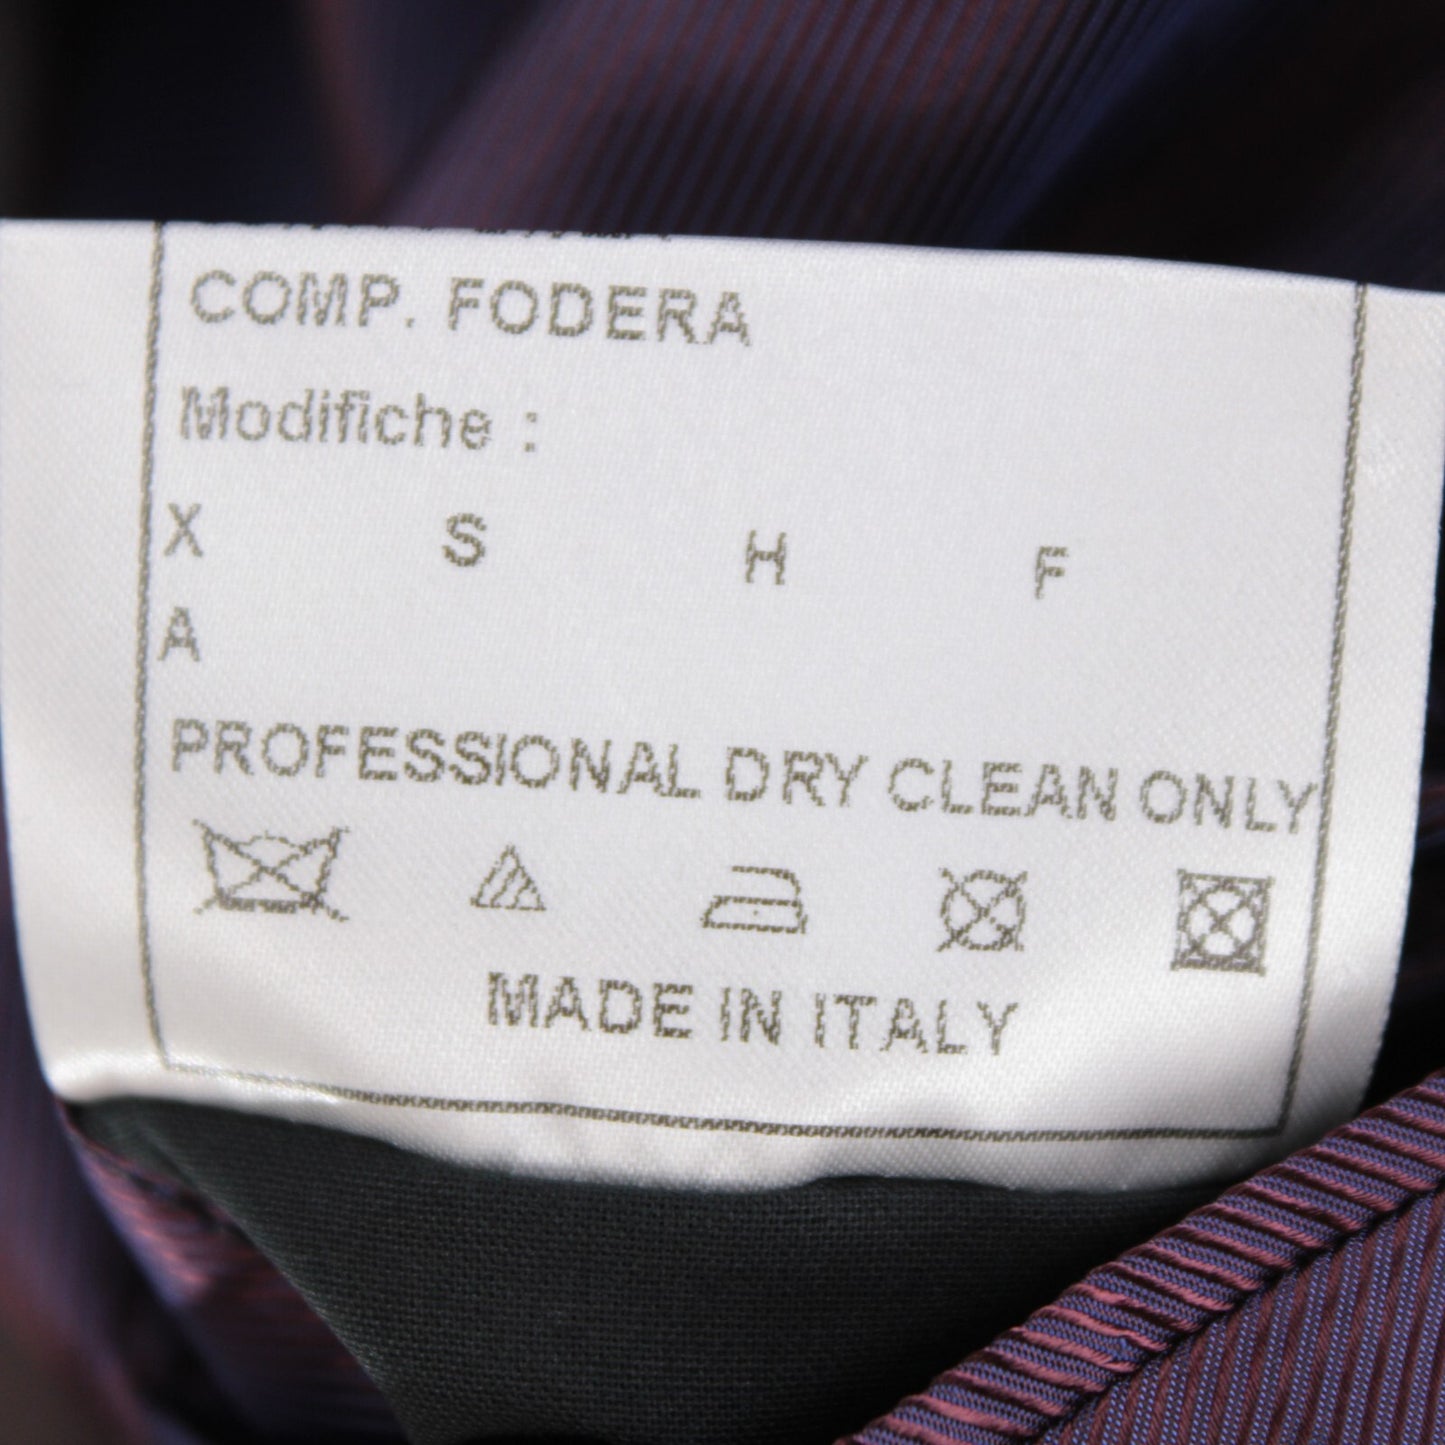 COMP. FODERA
Modifiche :
X S H F
A
PROFESSIONAL DRY CLEAN ONLY
MADE IN ITALY